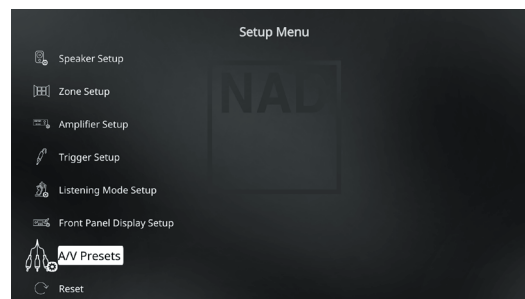 Setup Menu
Speaker Setup
Zone Setup
Amplifier Setup
Trigger Setup
Listening Mode Setup
Front Panel Display Setup
A/V Presets
Reset
NAD